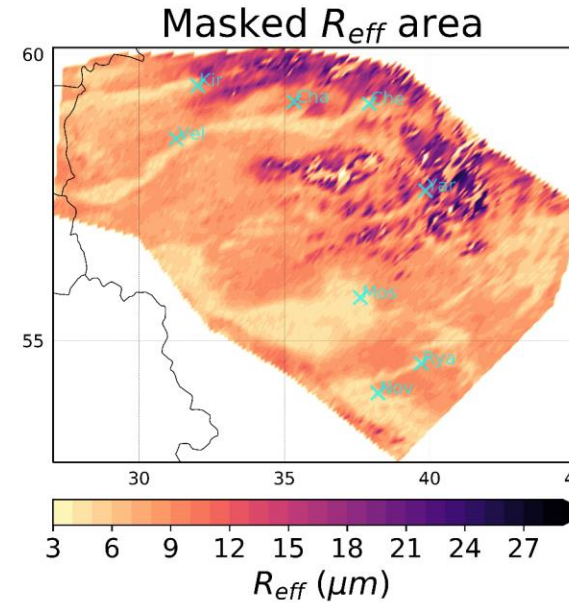 Masked R_eff area
60
Kir
Cha
Che
Vel
Yar
Mos
55
Rya
Nov
30 35 40 4
3 6 9 12 15 18 21 24 27
R_eff (μm)